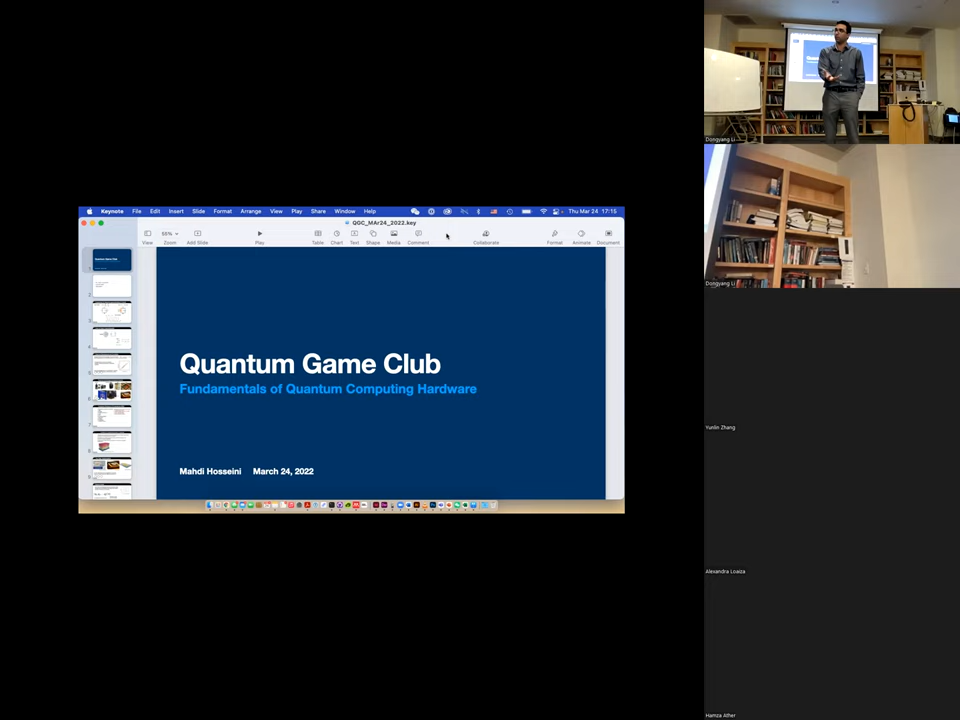 Keynote File Edit Insert Slide Format Arrange View Play Share Window Help Thu Mar 24 17:15
QGC_MAr24_2022.key
56%
View Zoom Add Slide Play Table Chart Text Shape Media Comment Collaborate Format Animate Document
Quantum Game Club
Fundamentals of Quantum Computing Hardware
Mahdi Hosseini March 24, 2022
Dongyang Li
Dongyang Li
Yunlin Zhang
Alexandra Loaiza
Hamza Ather